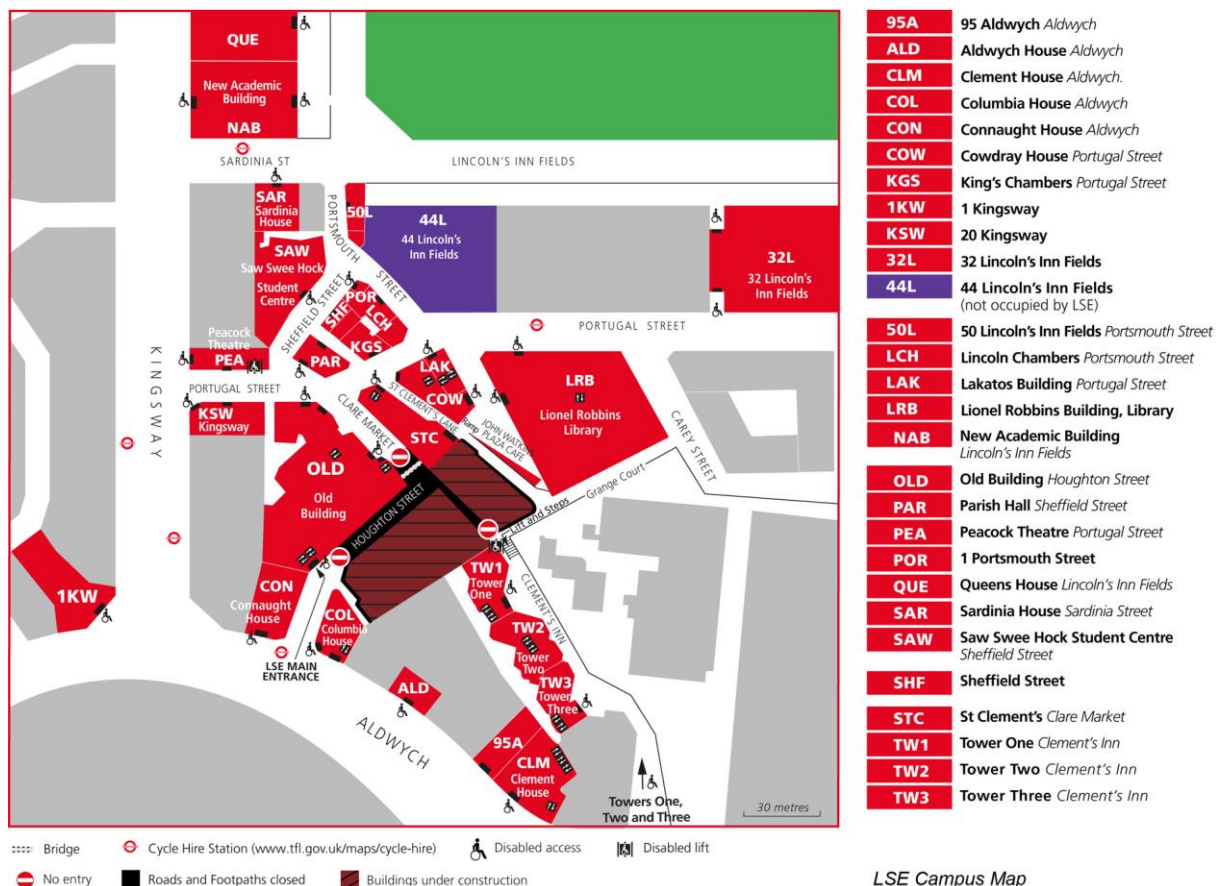 QUE
New Academic
Building
NAB
SARDINIA ST
LINCOLN'S INN FIELDS
SAR
Sardinia
House
PORTSMOUTH
STREET
50L
44L
44 Lincoln's
Inn Fields
32L
32 Lincoln's
Inn Fields
SAW
Saw Swee Hock
Student
Centre
SHEFFIELD STREET
POR
SHF
LCH
KGS
PAR
PORTUGAL STREET
Peacock
Theatre
PEA
KINGSWAY
PORTUGAL STREET
KSW
Kingsway
CLARE MARKET
ST CLEMENT'S LANE
LAK
COW
Ramp
JOHN WATKINS
PLAZA CAFE
LRB
Lionel Robbins
Library
CAREY STREET
STC
OLD
Old
Building
HOUGHTON STREET
Grange Court
Lift and Steps
1KW
CON
Connaught
House
COL
Columbia
House
LSE MAIN
ENTRANCE
TW1
Tower
One
CLEMENT'S INN
TW2
Tower
Two
TW3
Tower
Three
ALD
ALDWYCH
95A
CLM
Clement
House
Towers One,
Two and Three
30 metres
95A 95 Aldwych Aldwych
ALD Aldwych House Aldwych
CLM Clement House Aldwych.
COL Columbia House Aldwych
CON Connaught House Aldwych
COW Cowdray House Portugal Street
KGS King's Chambers Portugal Street
1KW 1 Kingsway
KSW 20 Kingsway
32L 32 Lincoln's Inn Fields
44L 44 Lincoln's Inn Fields
(not occupied by LSE)
50L 50 Lincoln's Inn Fields Portsmouth Street
LCH Lincoln Chambers Portsmouth Street
LAK Lakatos Building Portugal Street
LRB Lionel Robbins Building, Library
NAB New Academic Building
Lincoln's Inn Fields
OLD Old Building Houghton Street
PAR Parish Hall Sheffield Street
PEA Peacock Theatre Portugal Street
POR 1 Portsmouth Street
QUE Queens House Lincoln's Inn Fields
SAR Sardinia House Sardinia Street
SAW Saw Swee Hock Student Centre
Sheffield Street
SHF Sheffield Street
STC St Clement's Clare Market
TW1 Tower One Clement's Inn
TW2 Tower Two Clement's Inn
TW3 Tower Three Clement's Inn
Bridge
Cycle Hire Station (www.tfl.gov.uk/maps/cycle-hire)
Disabled access
Disabled lift
No entry
Roads and Footpaths closed
Buildings under construction
LSE Campus Map